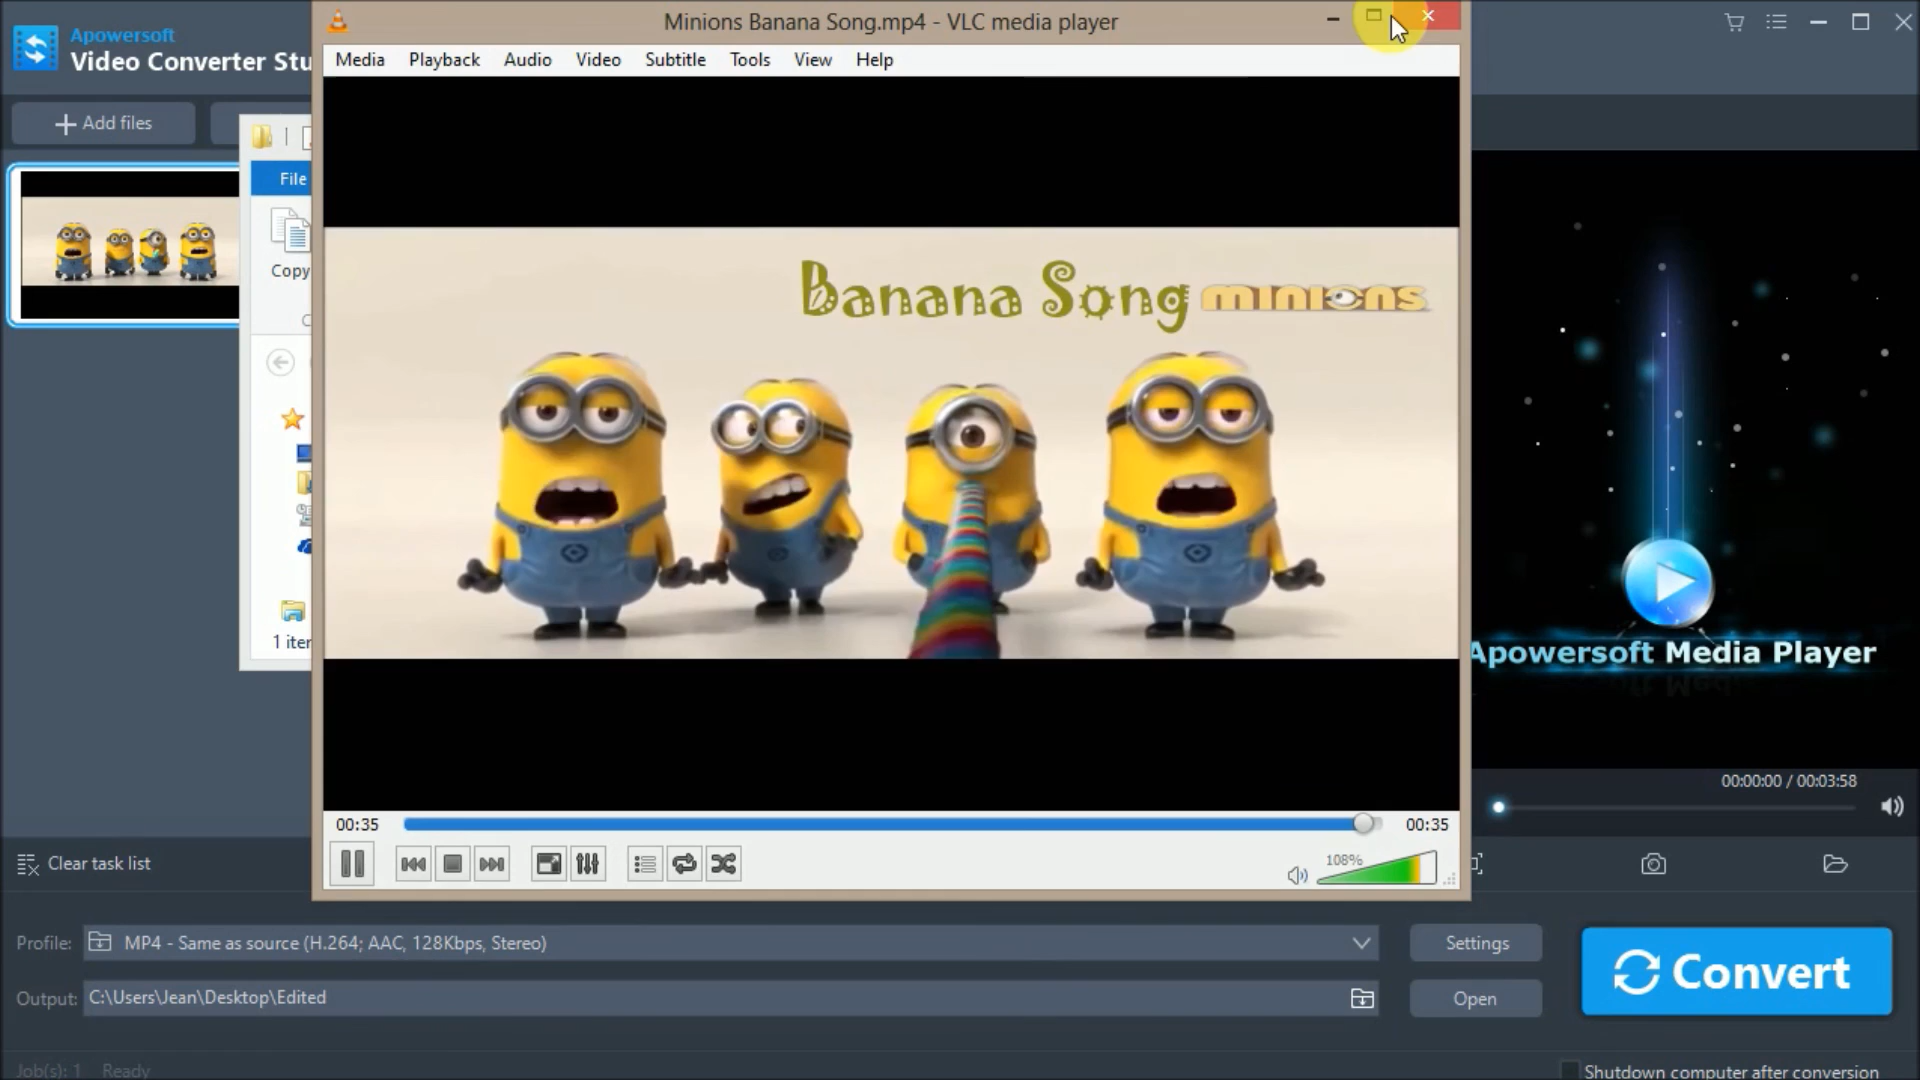 Apowersoft
Video Converter Stu
Minions Banana Song.mp4 - VLC media player
Media Playback Audio Video Subtitle Tools View Help
Add files
File
Copy
Banana Song minions
1 iter
Apowersoft Media Player
00:00:00 / 00:03:58
00:35
00:35
108%
Clear task list
Profile: MP4 - Same as source (H.264; AAC, 128Kbps, Stereo)
Settings
Convert
Output: C:\Users\Jean\Desktop\Edited
Open
Job(s): 1 Ready
Shutdown computer after conversion